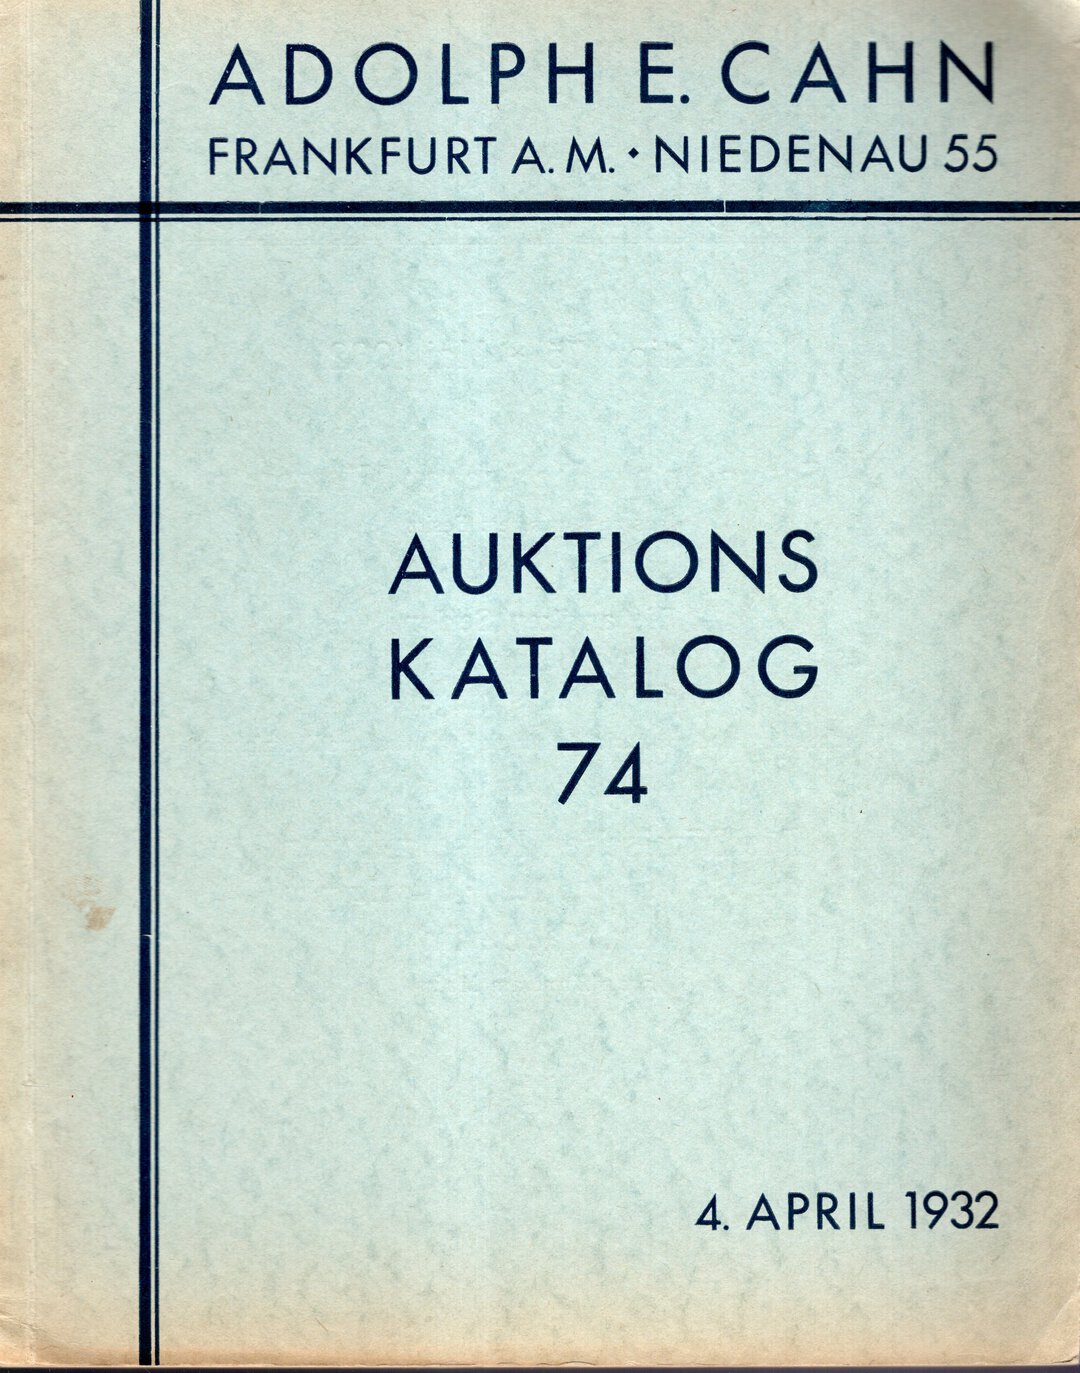 ADOLPH E. CAHN
FRANKFURT A. M. · NIEDENAU 55
AUKTIONS
KATALOG
74
4. APRIL 1932